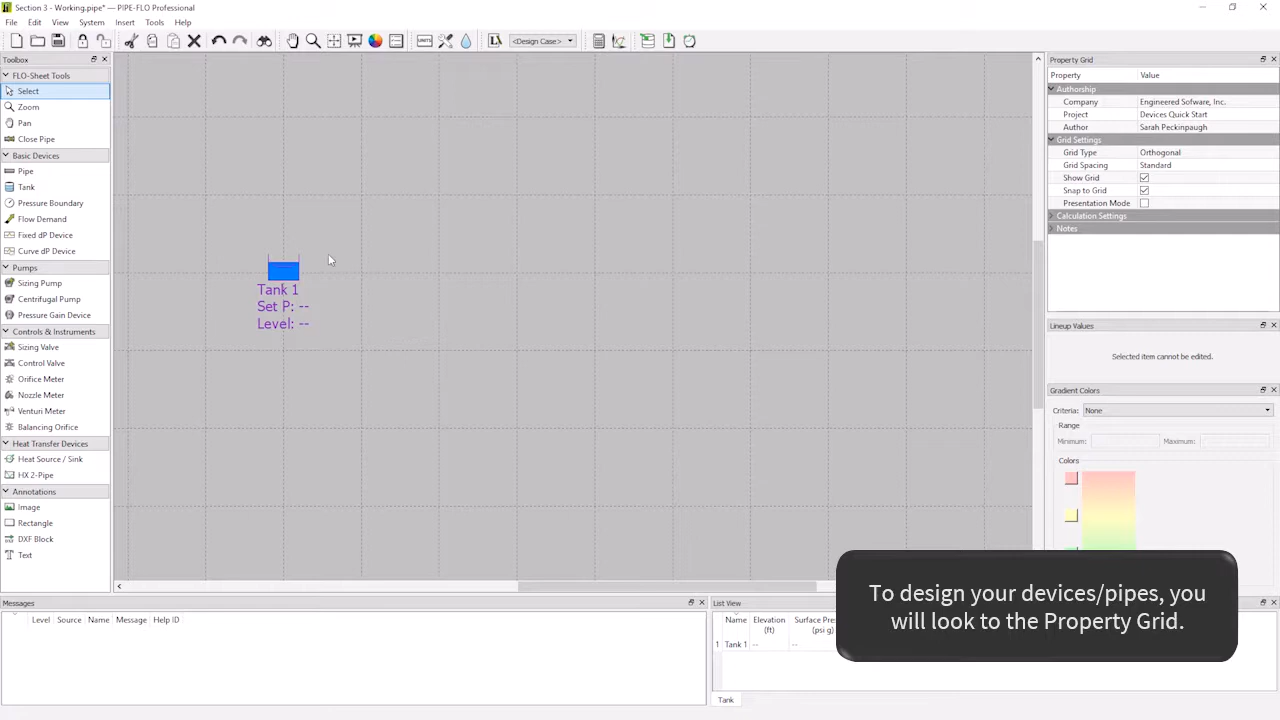 Section 3 - Working.pipe* — PIPE-FLO Professional
File Edit View System Insert Tools Help
<Design Case>
Toolbox
FLO-Sheet Tools
Select
Zoom
Pan
Close Pipe
Basic Devices
Pipe
Tank
Pressure Boundary
Flow Demand
Fixed dP Device
Curve dP Device
Pumps
Sizing Pump
Centrifugal Pump
Pressure Gain Device
Controls & Instruments
Sizing Valve
Control Valve
Orifice Meter
Nozzle Meter
Venturi Meter
Balancing Orifice
Heat Transfer Devices
Heat Source / Sink
HX 2-Pipe
Annotations
Image
Rectangle
DXF Block
Text
Tank 1
Set P: --
Level: --
Property Grid
Property Value
Authorship
Company Engineered Sofware, Inc.
Project Devices Quick Start
Author Sarah Peckinpaugh
Grid Settings
Grid Type Orthogonal
Grid Spacing Standard
Show Grid
Snap to Grid
Presentation Mode
Calculation Settings
Notes
Lineup Values
Selected item cannot be edited.
Gradient Colors
Criteria: None
Range
Minimum: Maximum:
Colors
To design your devices/pipes, you
will look to the Property Grid.
Messages
Level Source Name Message Help ID
List View
Name Elevation Surface Pres
(ft) (psi g)
1 Tank 1 -- --
Tank